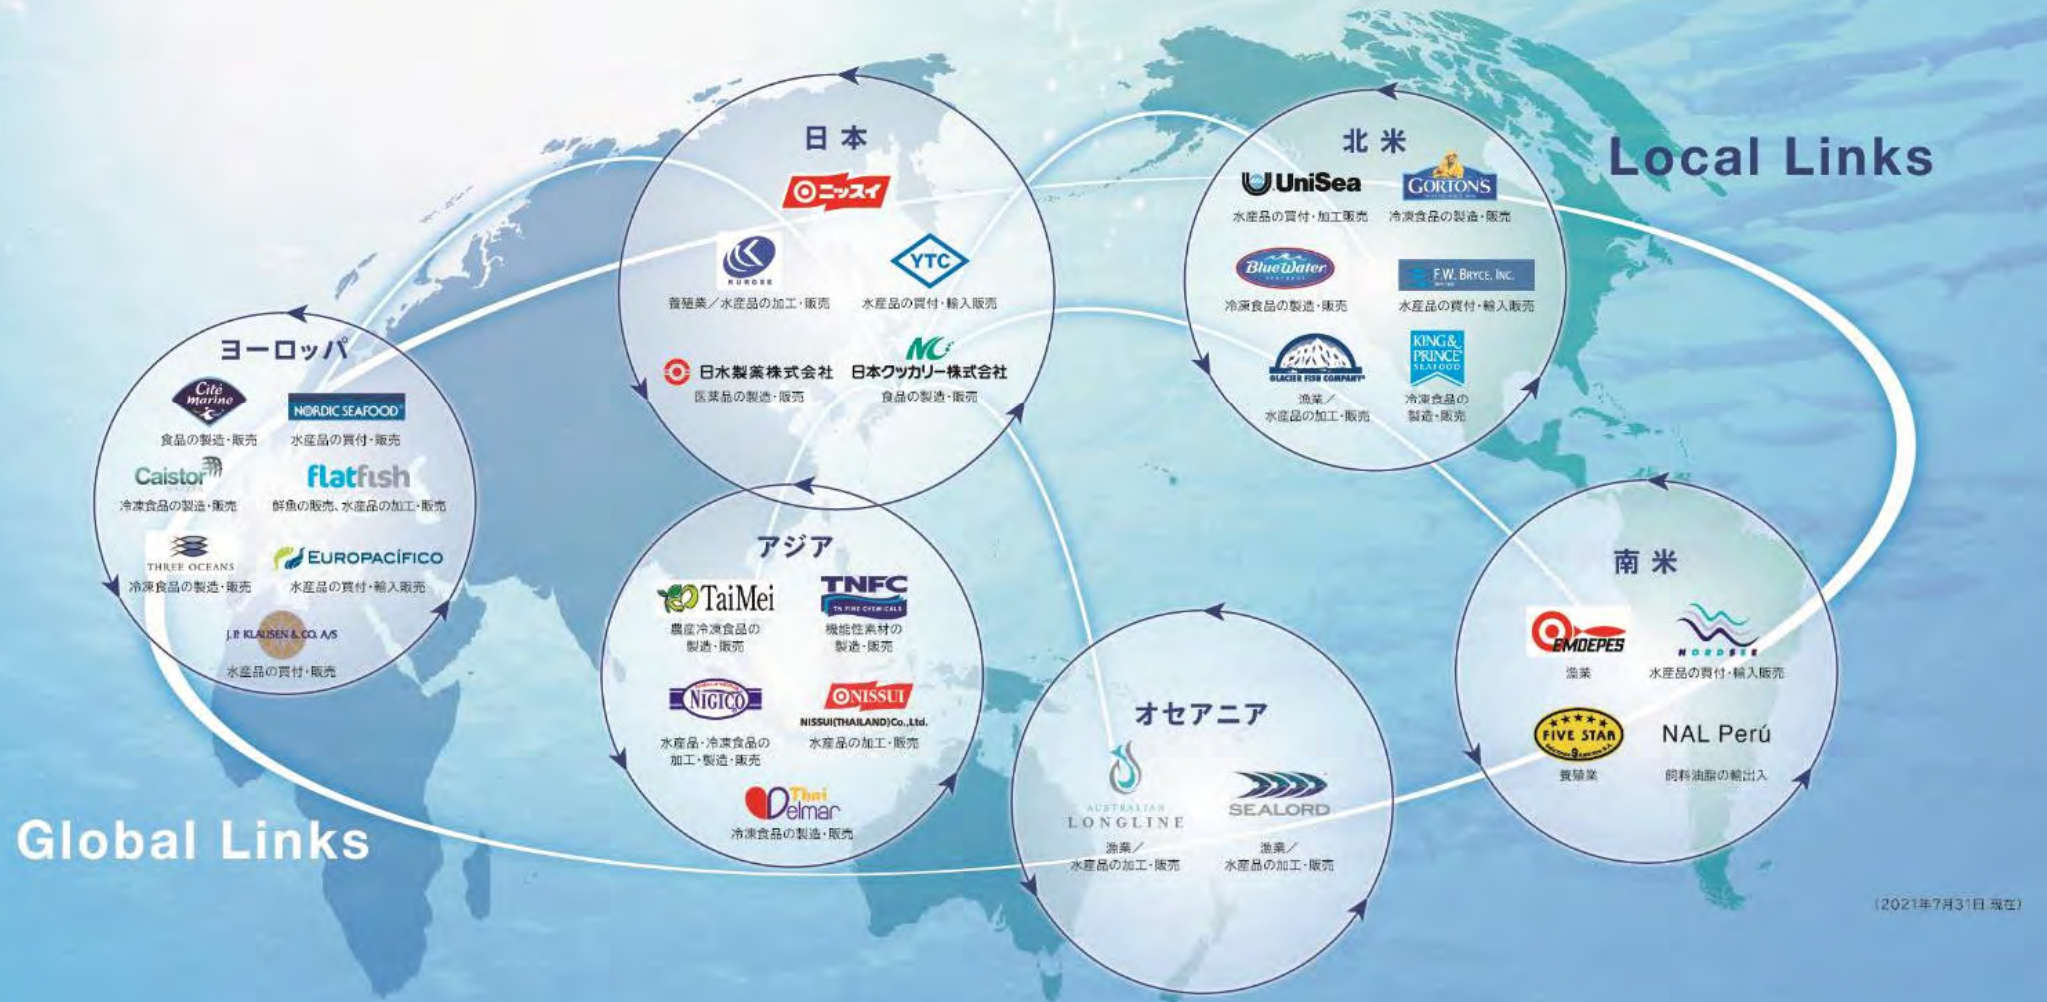 日本
ニッスイ
KUROSE
養殖業／水産品の加工・販売
YTC
水産品の買付・輸入販売
日水製薬株式会社
医薬品の製造・販売
日本クッカリー株式会社
食品の製造・販売
北米
UniSea
水産品の買付・加工販売
GORTON'S
冷凍食品の製造・販売
BlueWater
SEAFOODS
冷凍食品の製造・販売
F.W. BRYCE, INC.
水産品の買付・輸入販売
GLACIER FISH COMPANY
漁業／
水産品の加工・販売
KING &
PRINCE
SEAFOOD
冷凍食品の
製造・販売
Local Links
ヨーロッパ
Cité
marine
食品の製造・販売
NORDIC SEAFOOD
水産品の買付・販売
Caistor
冷凍食品の製造・販売
flatfish
鮮魚の販売、水産品の加工・販売
THREE OCEANS
冷凍食品の製造・販売
EUROPACÍFICO
水産品の買付・輸入販売
J.P. KLAUSEN & CO. A/S
水産品の買付・販売
アジア
TaiMei
農産冷凍食品の
製造・販売
TNFC
TN FINE CHEMICALS
機能性素材の
製造・販売
NIGICO
水産品・冷凍食品の
加工・製造・販売
NISSUI
NISSUI(THAILAND)Co.,Ltd.
水産品の加工・販売
Thai
Delmar
冷凍食品の製造・販売
オセアニア
AUSTRALIAN
LONGLINE
漁業／
水産品の加工・販売
SEALORD
漁業／
水産品の加工・販売
南米
EMDEPES
漁業
NORDSEE
水産品の買付・輸入販売
FIVE STAR
養殖業
NAL Perú
飼料油脂の輸出入
Global Links
(2021年7月31日 現在)